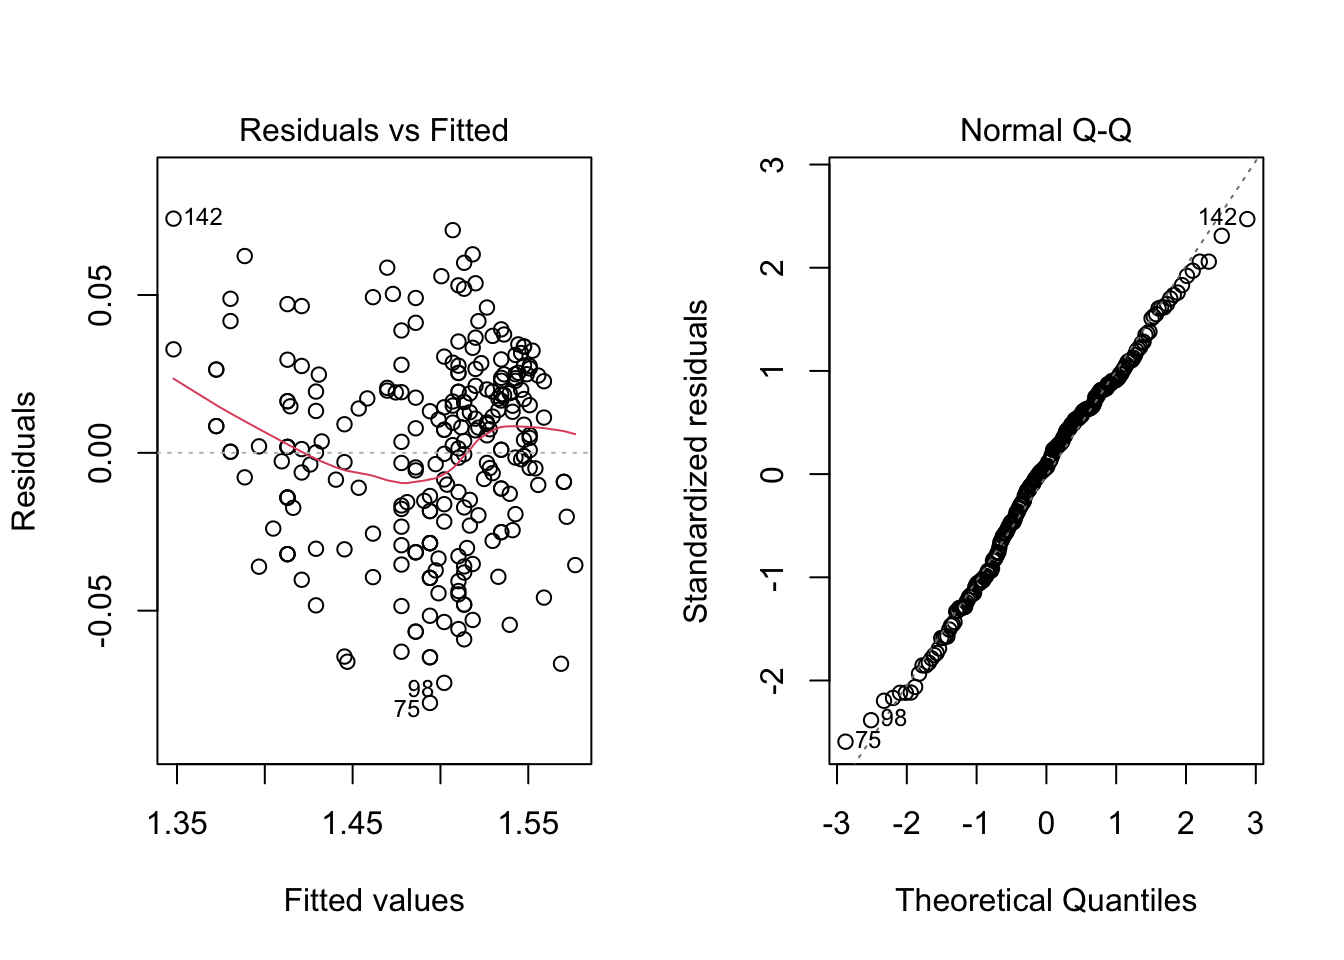 Residuals vs Fitted
Residuals
0.05
0.00
-0.05
142
98
75
1.35
1.45
1.55
Fitted values
Normal Q-Q
Standardized residuals
3
2
1
0
-1
-2
142
98
75
-3 -2 -1 0 1 2 3
Theoretical Quantiles